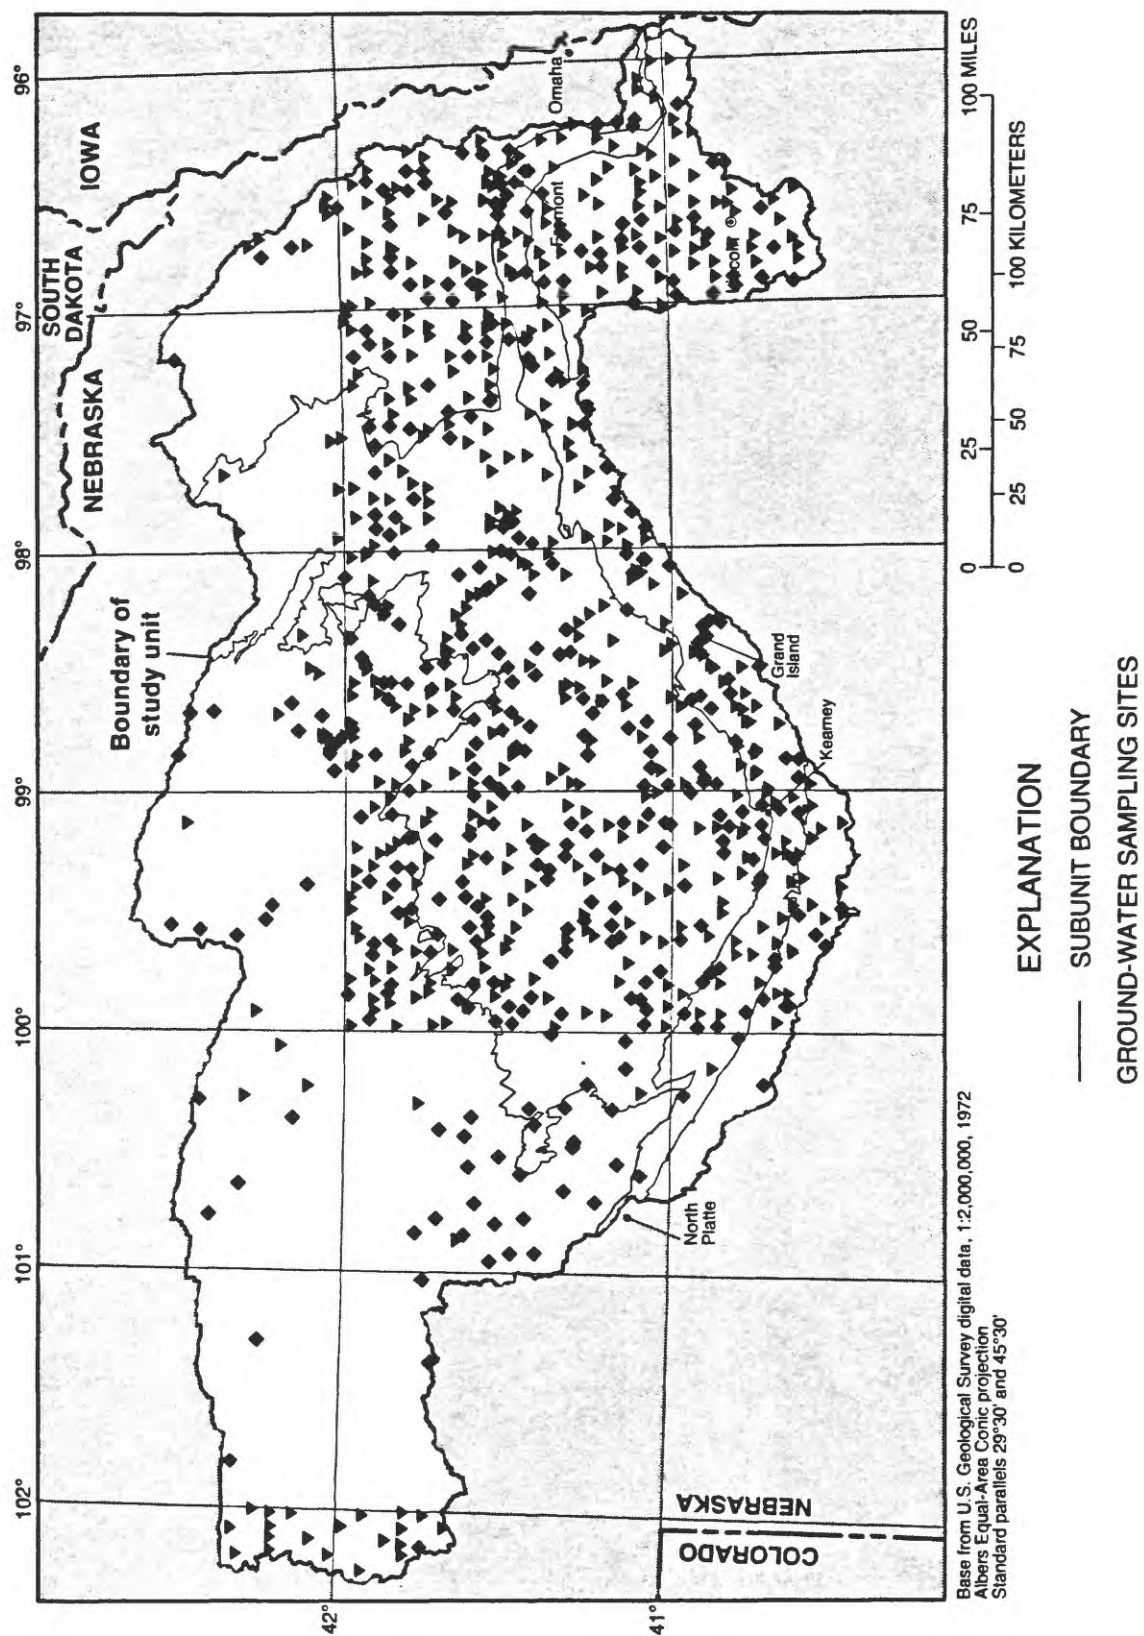 96°
97°
98°
99°
100°
101°
102°
42°
41°
SOUTH
DAKOTA
IOWA
NEBRASKA
Boundary of
study unit
Omaha
Fremont
Lincoln
Grand
Island
Kearney
North
Platte
COLORADO
NEBRASKA
Base from U.S. Geological Survey digital data, 1:2,000,000, 1972
Albers Equal-Area Conic projection
Standard parallels 29°30' and 45°30'
0 25 50 75 100 MILES
0 25 50 75 100 KILOMETERS
EXPLANATION
SUBUNIT BOUNDARY
GROUND-WATER SAMPLING SITES